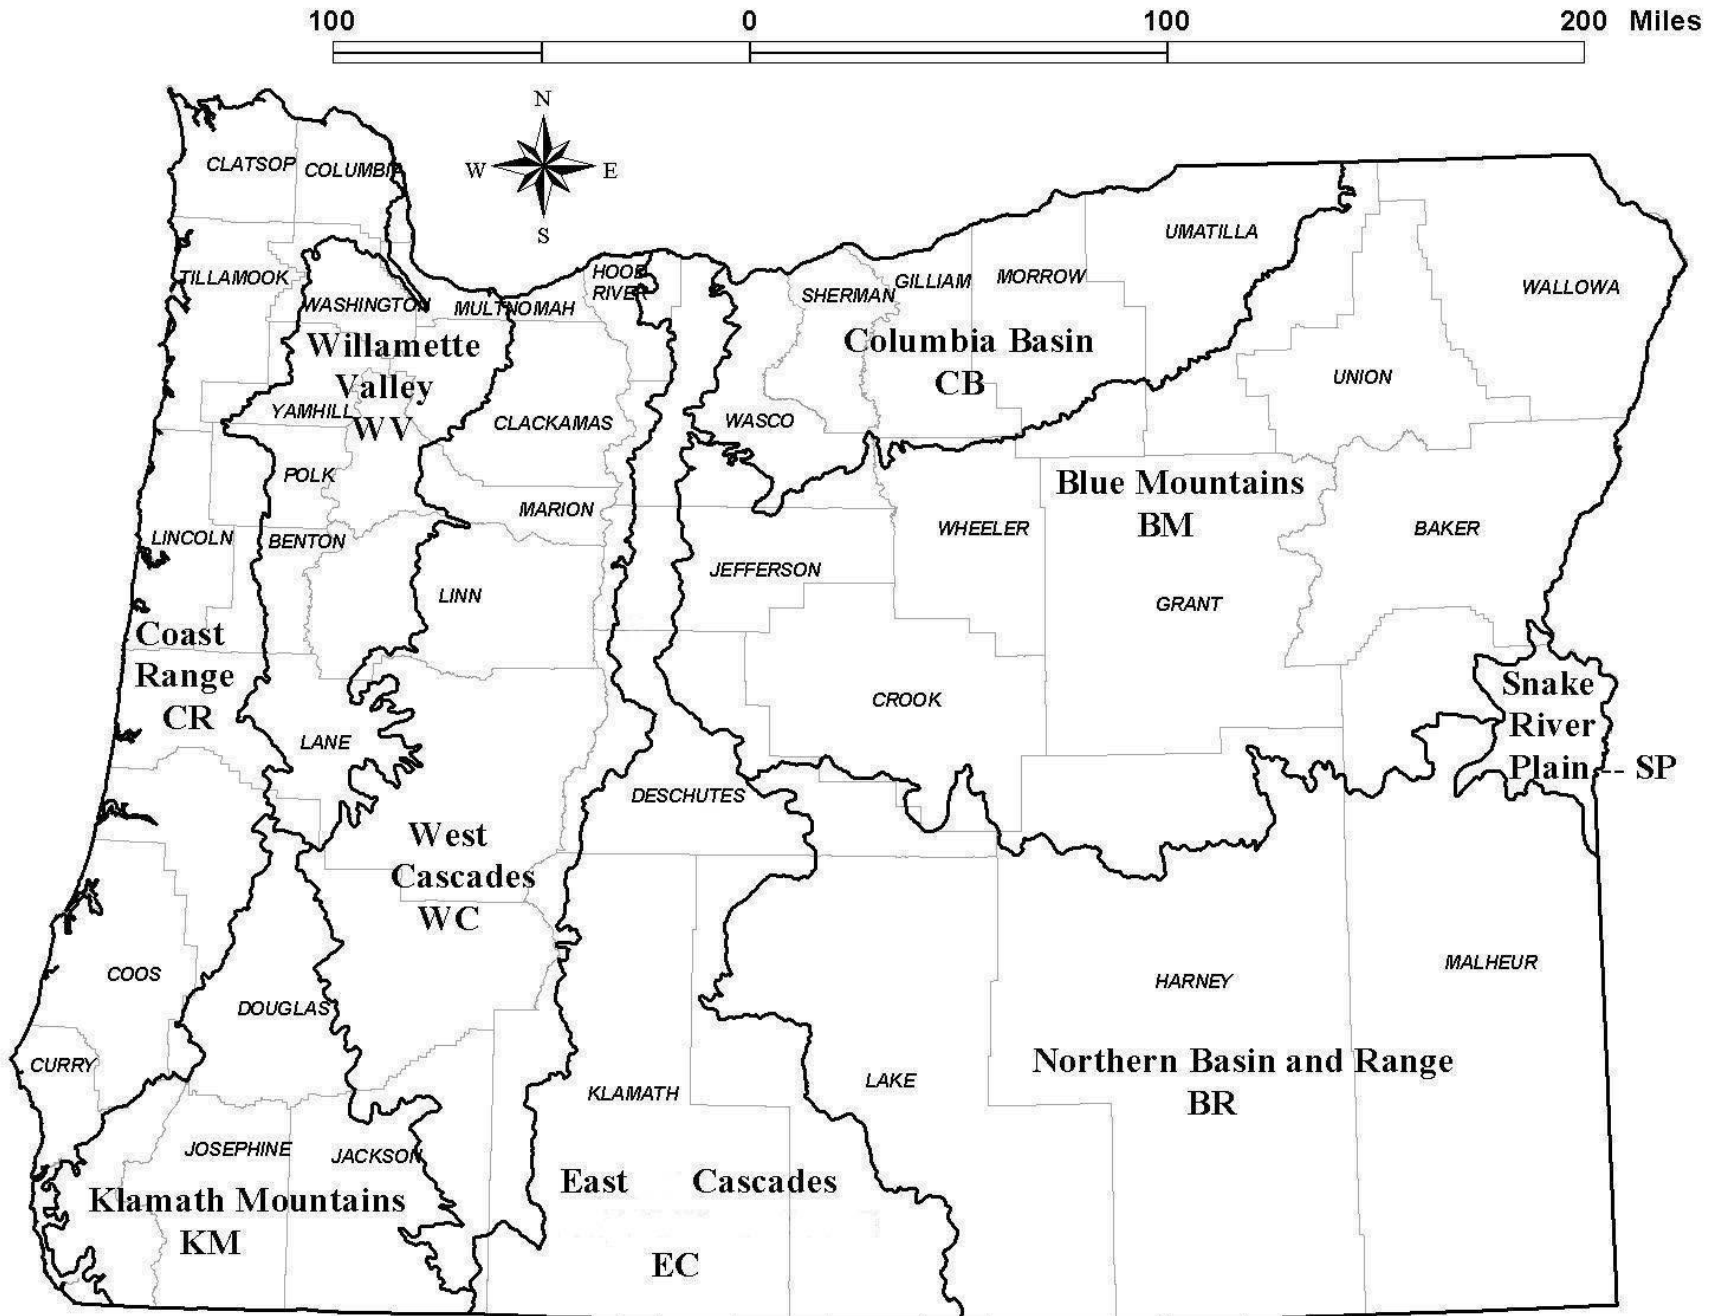 100 0 100 200 Miles
N
W E
S
CLATSOP
COLUMBIA
TILLAMOOK
WASHINGTON
MULTNOMAH
HOOD
RIVER
SHERMAN
GILLIAM
MORROW
UMATILLA
WALLOWA
Willamette
Valley
WV
Columbia Basin
CB
UNION
YAMHILL
CLACKAMAS
WASCO
POLK
MARION
Blue Mountains
BM
LINCOLN
BENTON
WHEELER
BAKER
JEFFERSON
LINN
GRANT
Coast
Range
CR
CROOK
Snake
River
Plain -- SP
LANE
DESCHUTES
West
Cascades
WC
COOS
DOUGLAS
HARNEY
MALHEUR
CURRY
KLAMATH
LAKE
Northern Basin and Range
BR
JOSEPHINE
JACKSON
Klamath Mountains
KM
East Cascades
EC